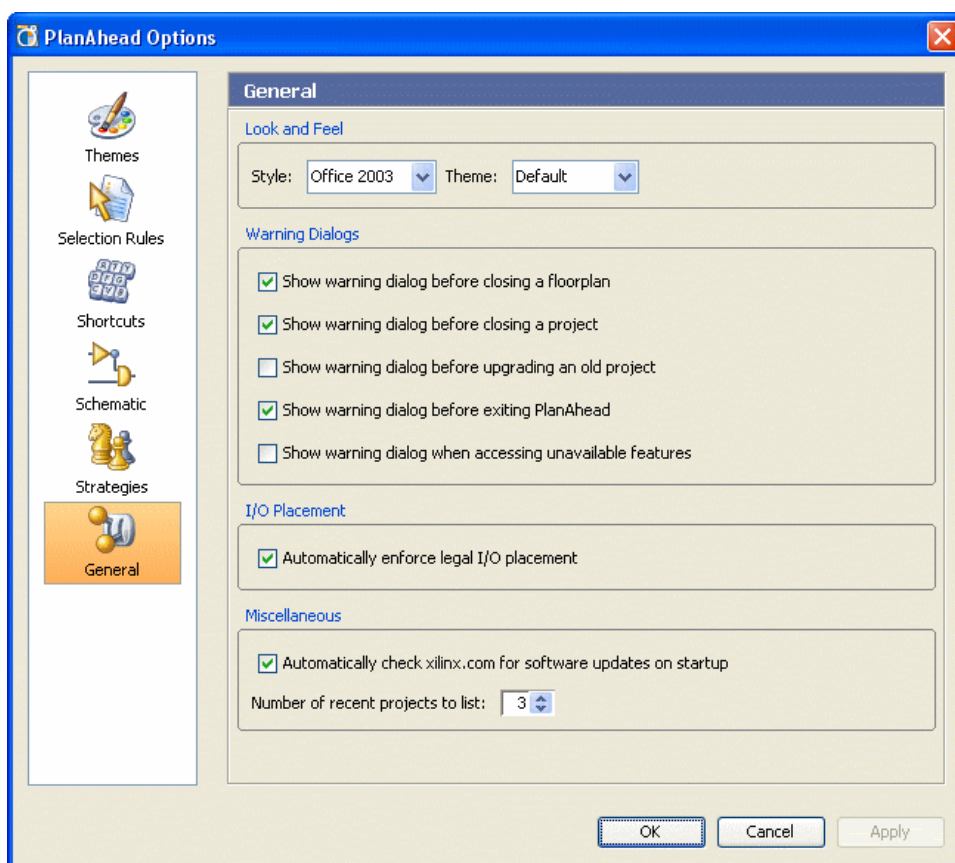 PlanAhead Options
Themes
Selection Rules
Shortcuts
Schematic
Strategies
General
General
Look and Feel
Style: Office 2003 Theme: Default
Warning Dialogs
Show warning dialog before closing a floorplan
Show warning dialog before closing a project
Show warning dialog before upgrading an old project
Show warning dialog before exiting PlanAhead
Show warning dialog when accessing unavailable features
I/O Placement
Automatically enforce legal I/O placement
Miscellaneous
Automatically check xilinx.com for software updates on startup
Number of recent projects to list: 3
OK Cancel Apply